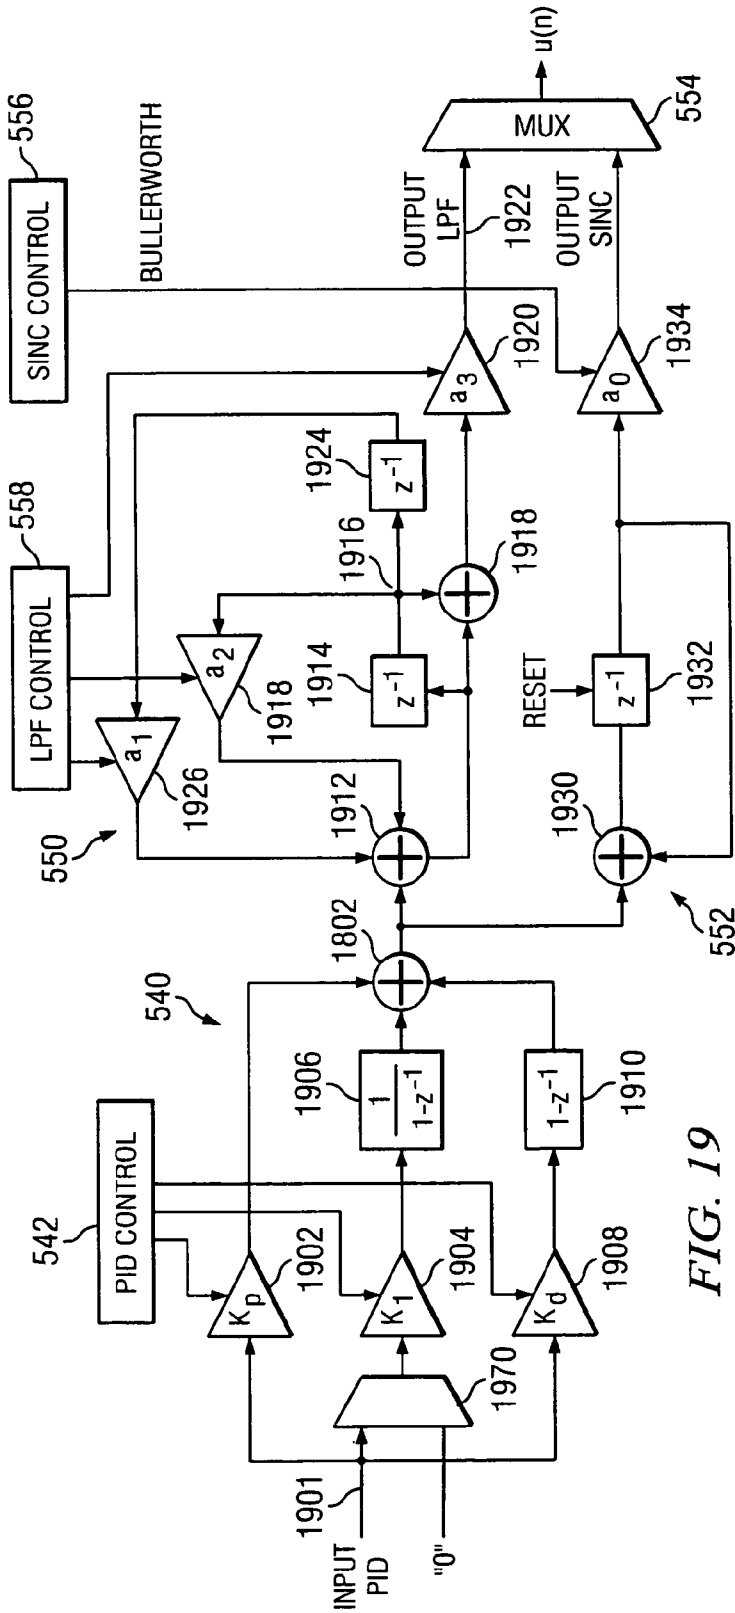 556
SINC CONTROL
BULLERWORTH
558
LPF CONTROL
550
a1
1926
a2
1918
1916
1924
z-1
1914
z-1
1912
1918
a3
1920
OUTPUT
LPF
1922
MUX
u(n)
554
OUTPUT
SINC
a0
1934
RESET
z-1
1932
1930
552
542
PID CONTROL
540
1802
Kp
1902
K1
1904
1906
1
1-z-1
Kd
1908
1-z-1
1910
1970
1901
INPUT
PID
"0"
FIG. 19